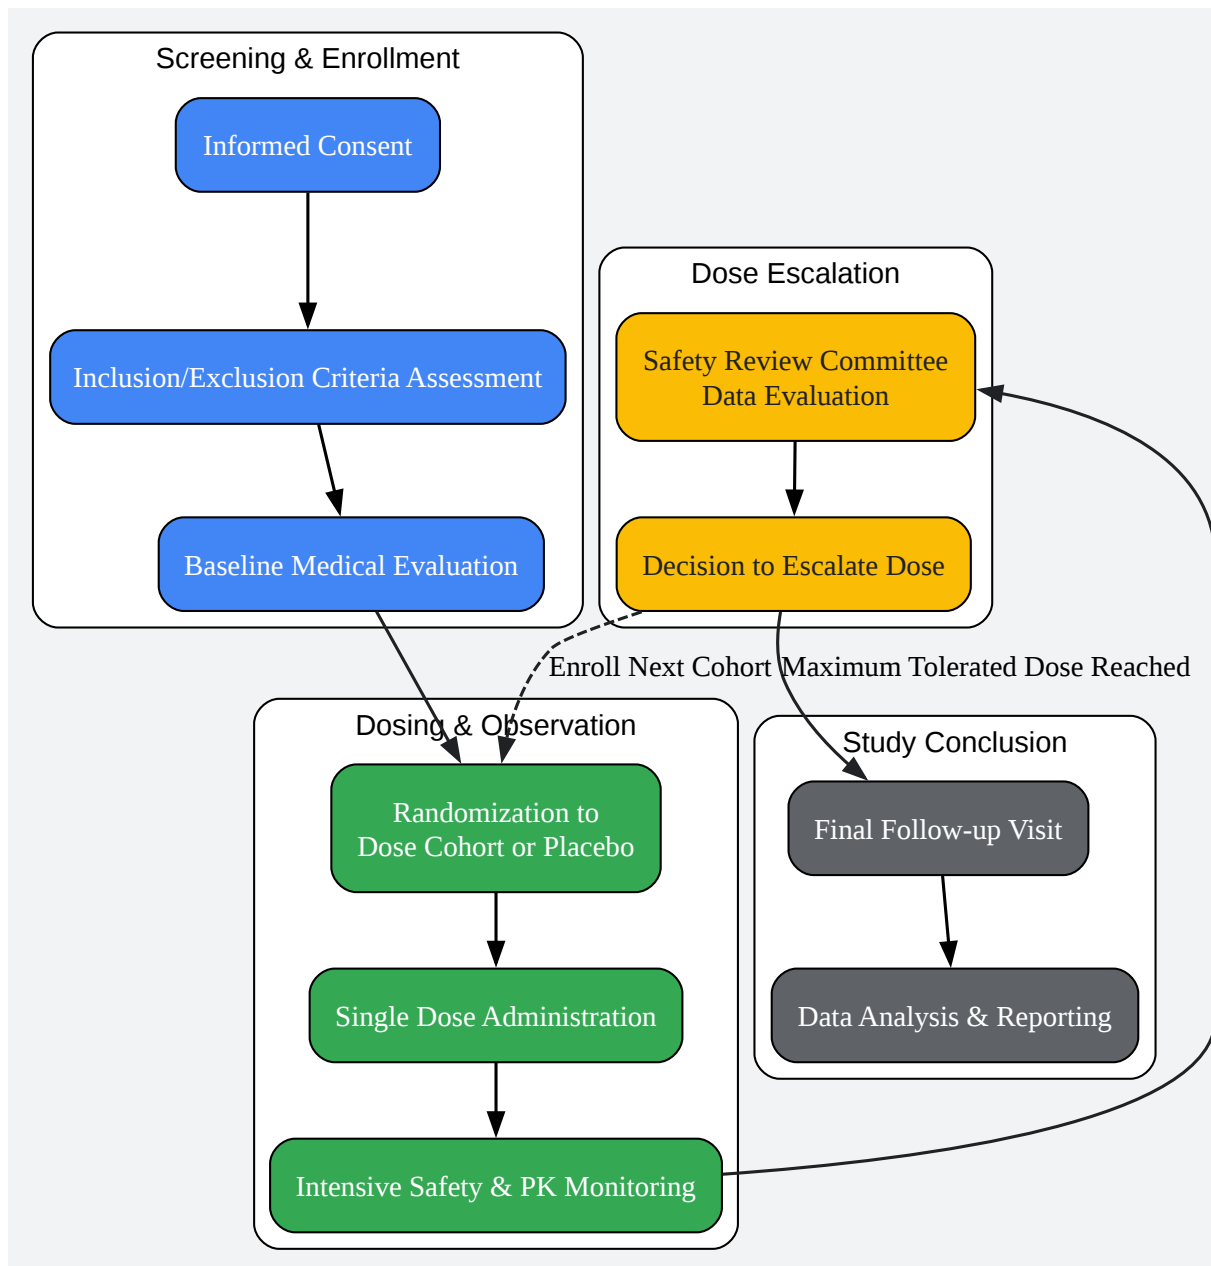 Screening & Enrollment
Informed Consent
Inclusion/Exclusion Criteria Assessment
Baseline Medical Evaluation
Dose Escalation
Safety Review Committee
Data Evaluation
Decision to Escalate Dose
Enroll Next Cohort
Maximum Tolerated Dose Reached
Dosing & Observation
Randomization to
Dose Cohort or Placebo
Single Dose Administration
Intensive Safety & PK Monitoring
Study Conclusion
Final Follow-up Visit
Data Analysis & Reporting